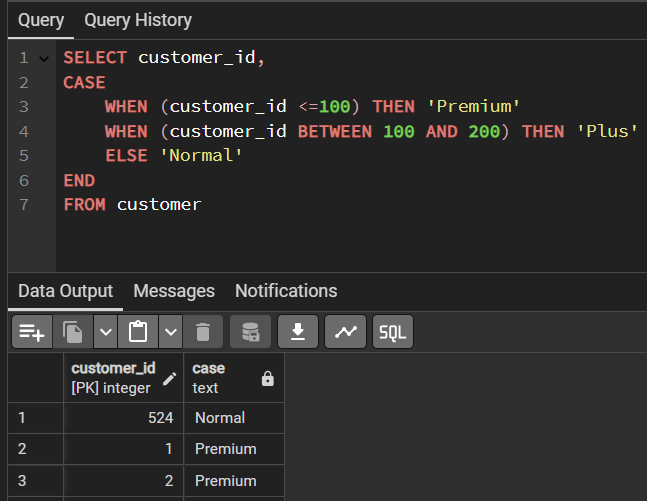 Query Query History
1 SELECT customer_id,
2 CASE
3 WHEN (customer_id <=100) THEN 'Premium'
4 WHEN (customer_id BETWEEN 100 AND 200) THEN 'Plus'
5 ELSE 'Normal'
6 END
7 FROM customer
Data Output Messages Notifications
SQL
customer_id case
[PK] integer text
1 524 Normal
2 1 Premium
3 2 Premium